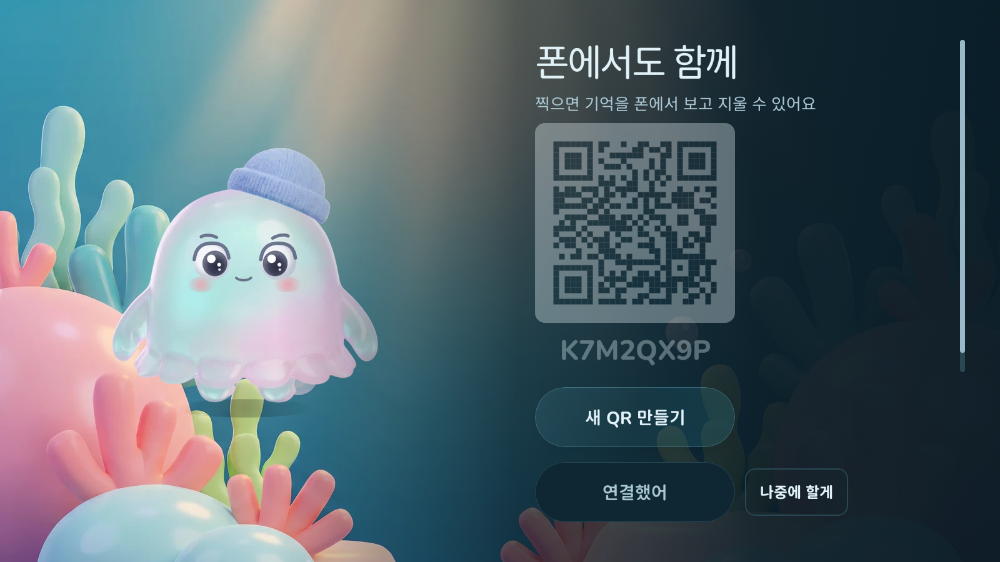 폰에서도 함께
찍으면 기억을 폰에서 보고 지울 수 있어요
K7M2QX9P
새 QR 만들기
연결했어
나중에 할게